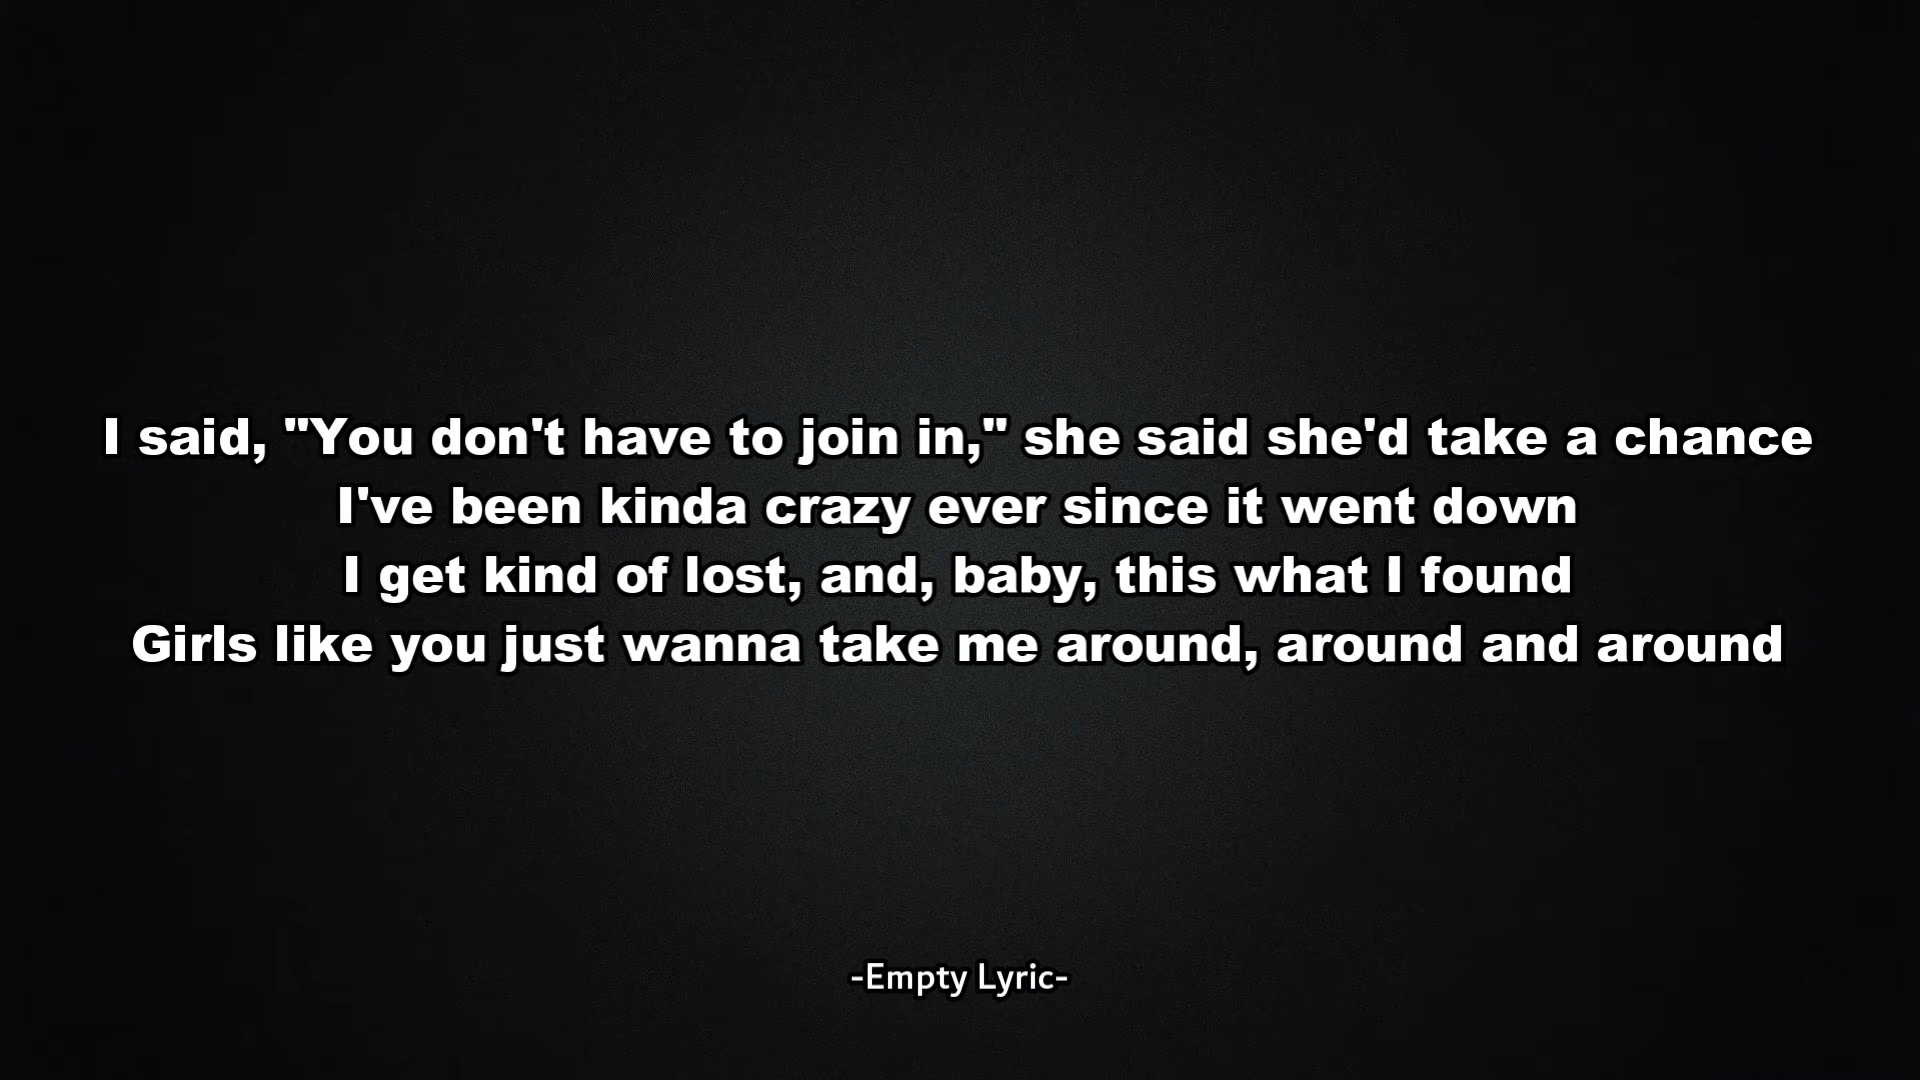 I said, "You don't have to join in," she said she'd take a chance
I've been kinda crazy ever since it went down
I get kind of lost, and, baby, this what I found
Girls like you just wanna take me around, around and around
-Empty Lyric-